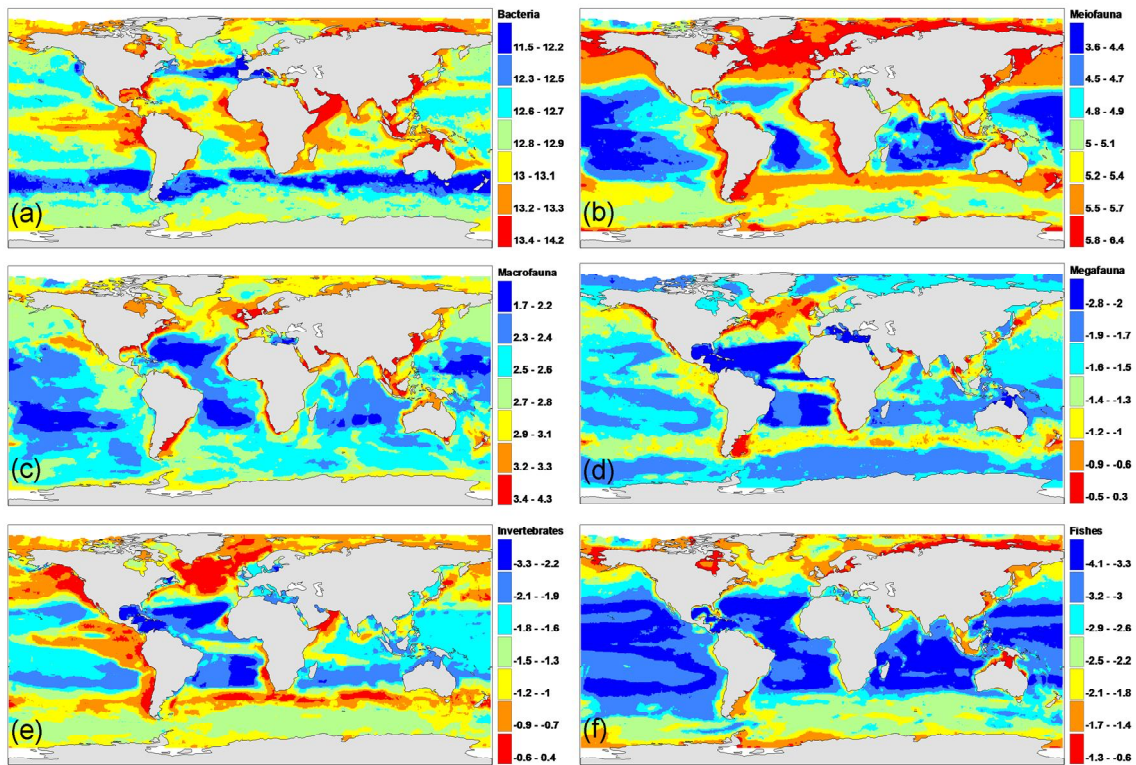 Bacteria
11.5 - 12.2
12.3 - 12.5
12.6 - 12.7
12.8 - 12.9
13 - 13.1
13.2 - 13.3
13.4 - 14.2
(a)
Meiofauna
3.6 - 4.4
4.5 - 4.7
4.8 - 4.9
5 - 5.1
5.2 - 5.4
5.5 - 5.7
5.8 - 6.4
(b)
Macrofauna
1.7 - 2.2
2.3 - 2.4
2.5 - 2.6
2.7 - 2.8
2.9 - 3.1
3.2 - 3.3
3.4 - 4.3
(c)
Megafauna
-2.8 - -2
-1.9 - -1.7
-1.6 - -1.5
-1.4 - -1.3
-1.2 - -1
-0.9 - -0.6
-0.5 - 0.3
(d)
Invertebrates
-3.3 - -2.2
-2.1 - -1.9
-1.8 - -1.6
-1.5 - -1.3
-1.2 - -1
-0.9 - -0.7
-0.6 - 0.4
(e)
Fishes
-4.1 - -3.3
-3.2 - -3
-2.9 - -2.6
-2.5 - -2.2
-2.1 - -1.8
-1.7 - -1.4
-1.3 - -0.6
(f)